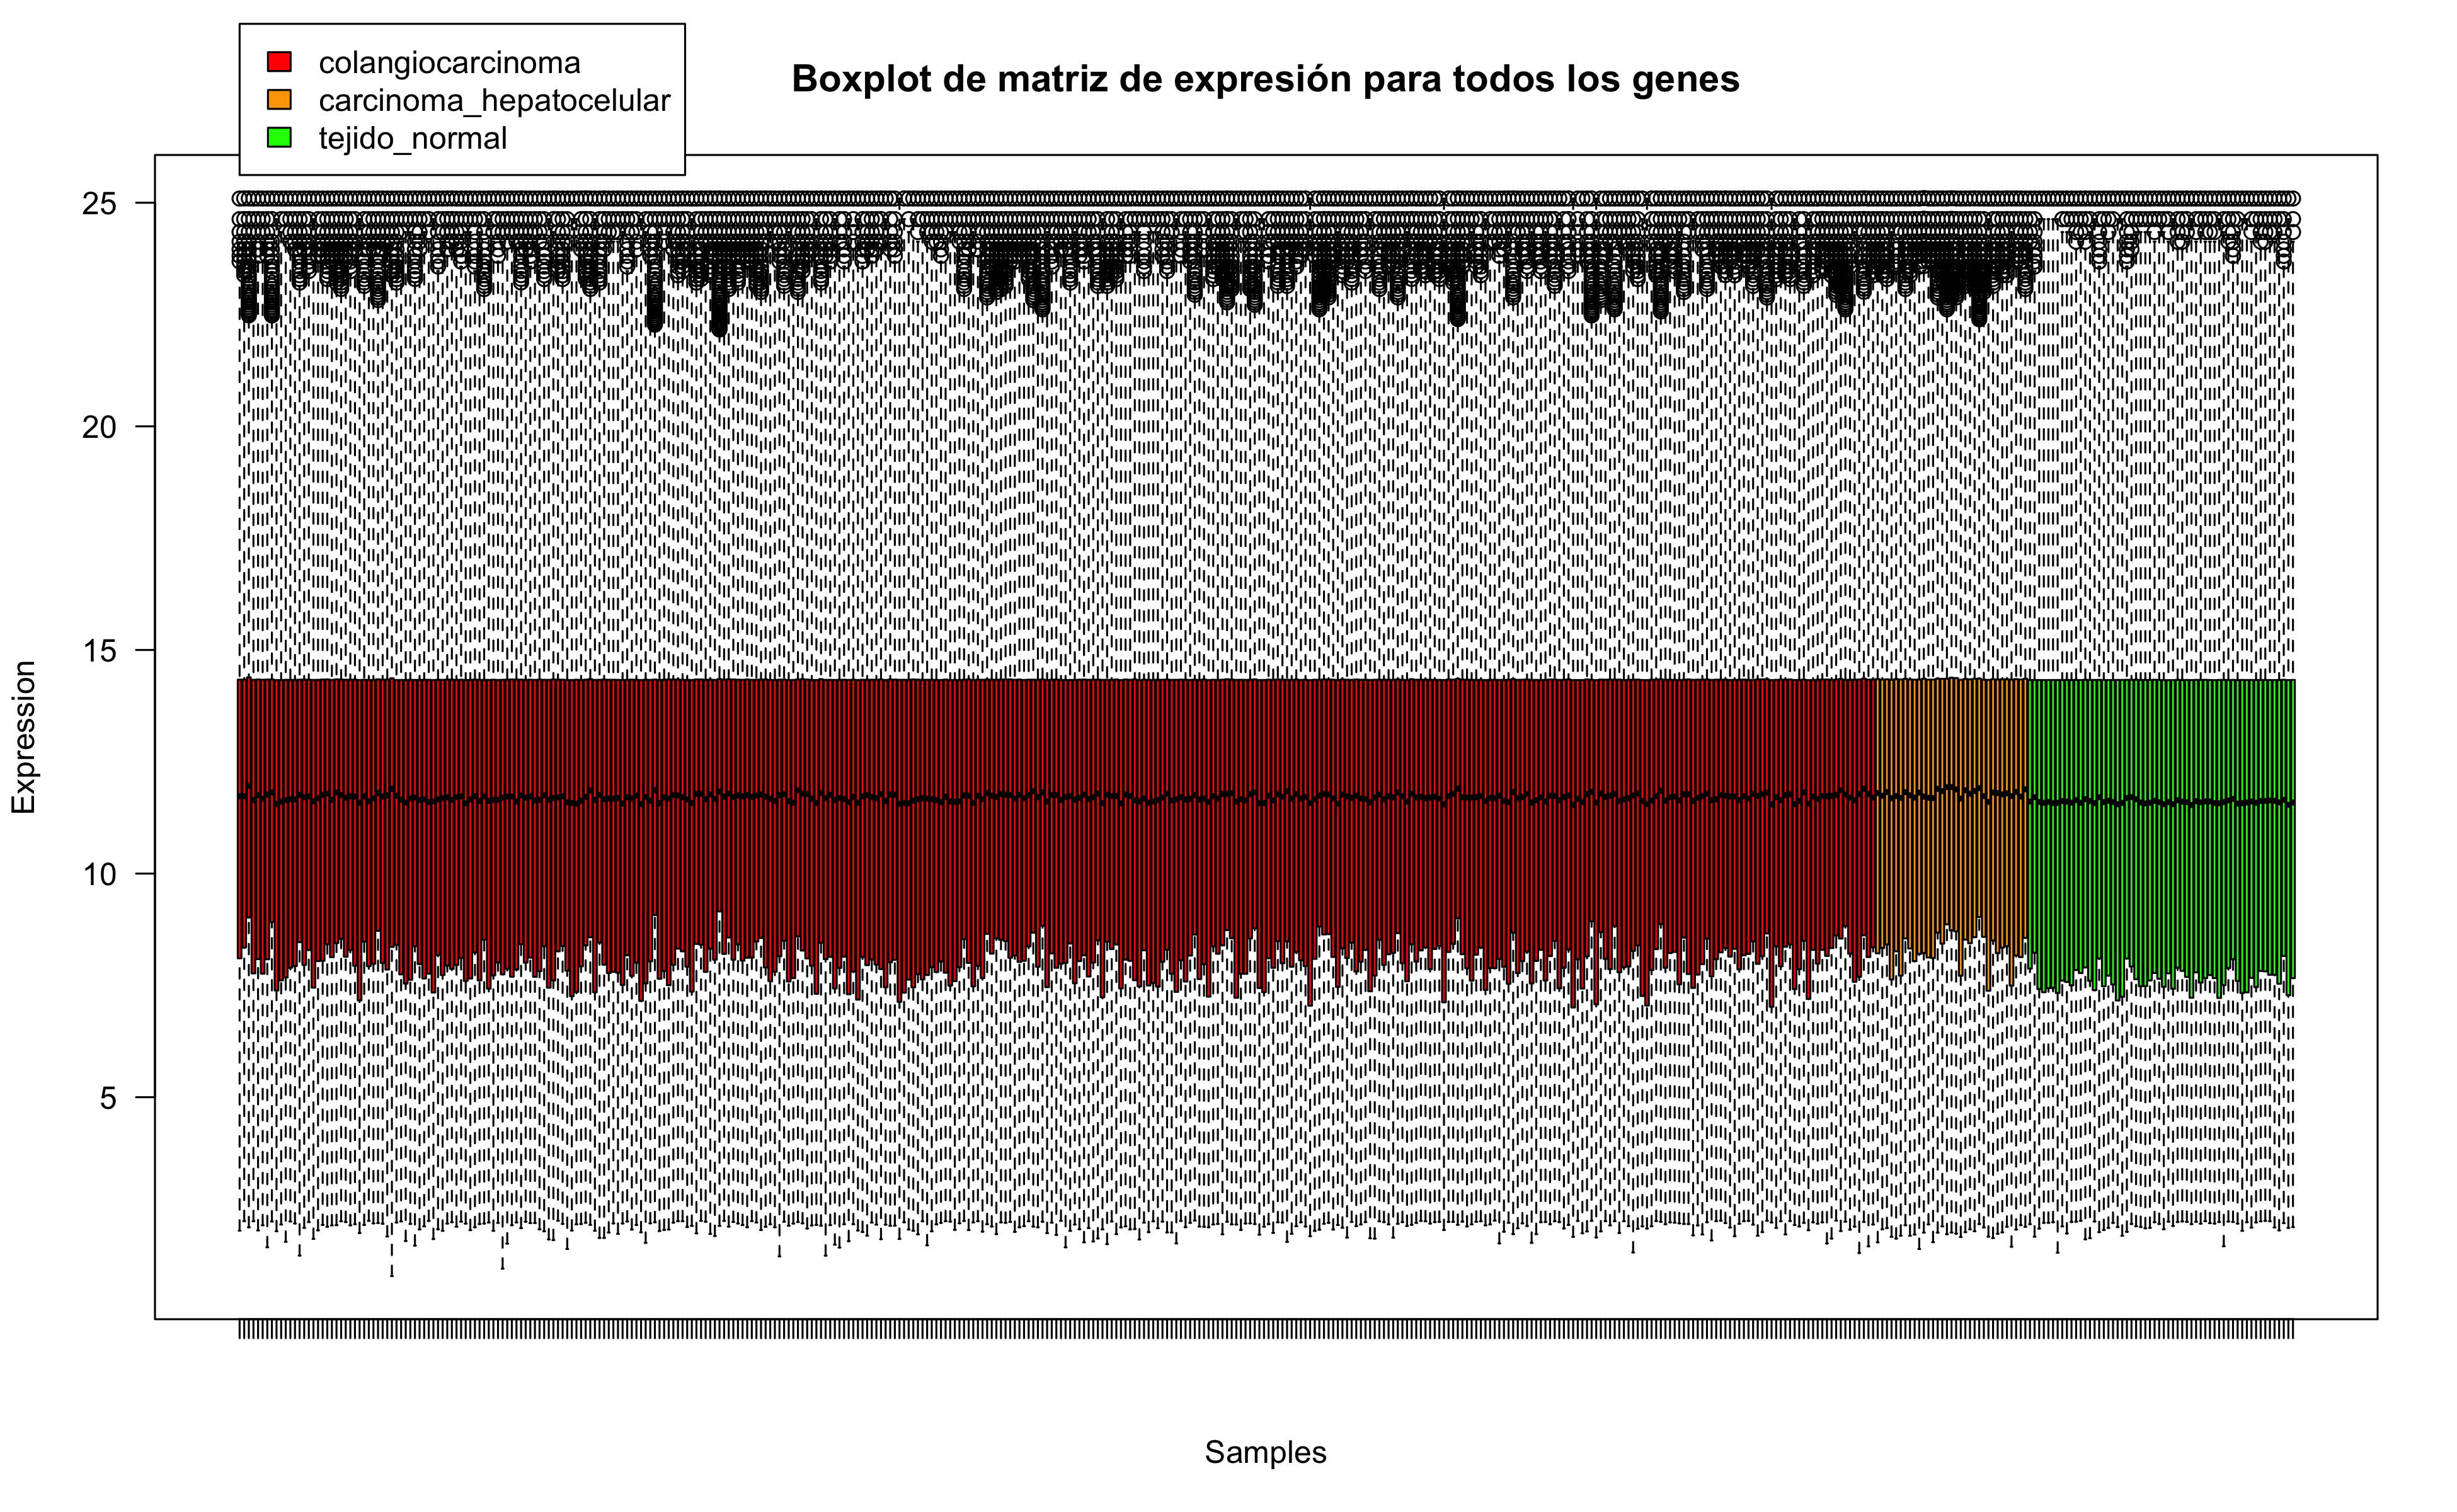 colangiocarcinoma
carcinoma_hepatocelular
tejido_normal
Boxplot de matriz de expresión para todos los genes
25
20
15
10
5
Expression
Samples